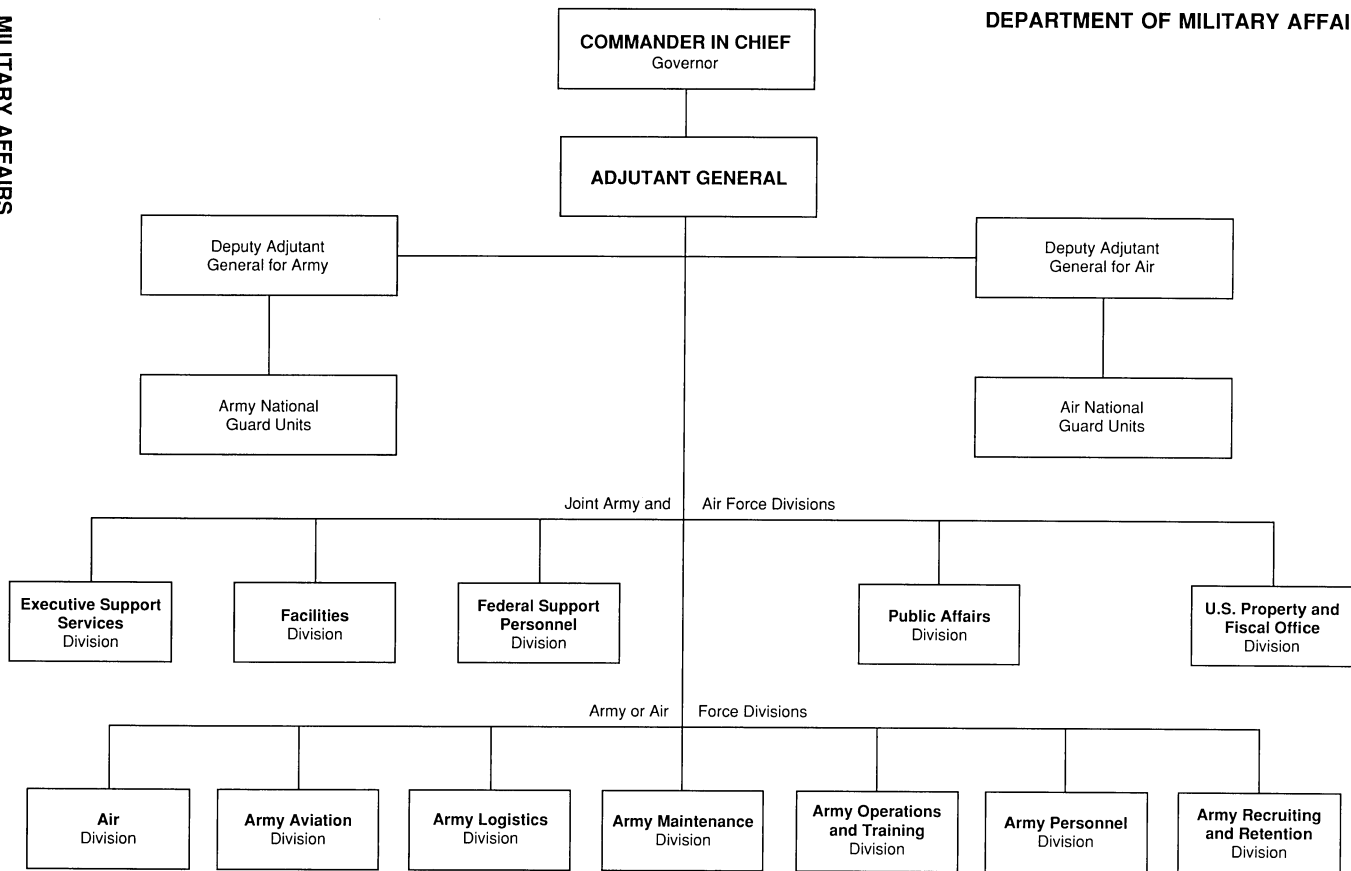 DEPARTMENT OF MILITARY AFFAI
MILITARY AFFAIRS
COMMANDER IN CHIEF
Governor
ADJUTANT GENERAL
Deputy Adjutant
General for Army
Deputy Adjutant
General for Air
Army National
Guard Units
Air National
Guard Units
Joint Army and Air Force Divisions
Executive Support
Services
Division
Facilities
Division
Federal Support
Personnel
Division
Public Affairs
Division
U.S. Property and
Fiscal Office
Division
Army or Air Force Divisions
Air
Division
Army Aviation
Division
Army Logistics
Division
Army Maintenance
Division
Army Operations
and Training
Division
Army Personnel
Division
Army Recruiting
and Retention
Division